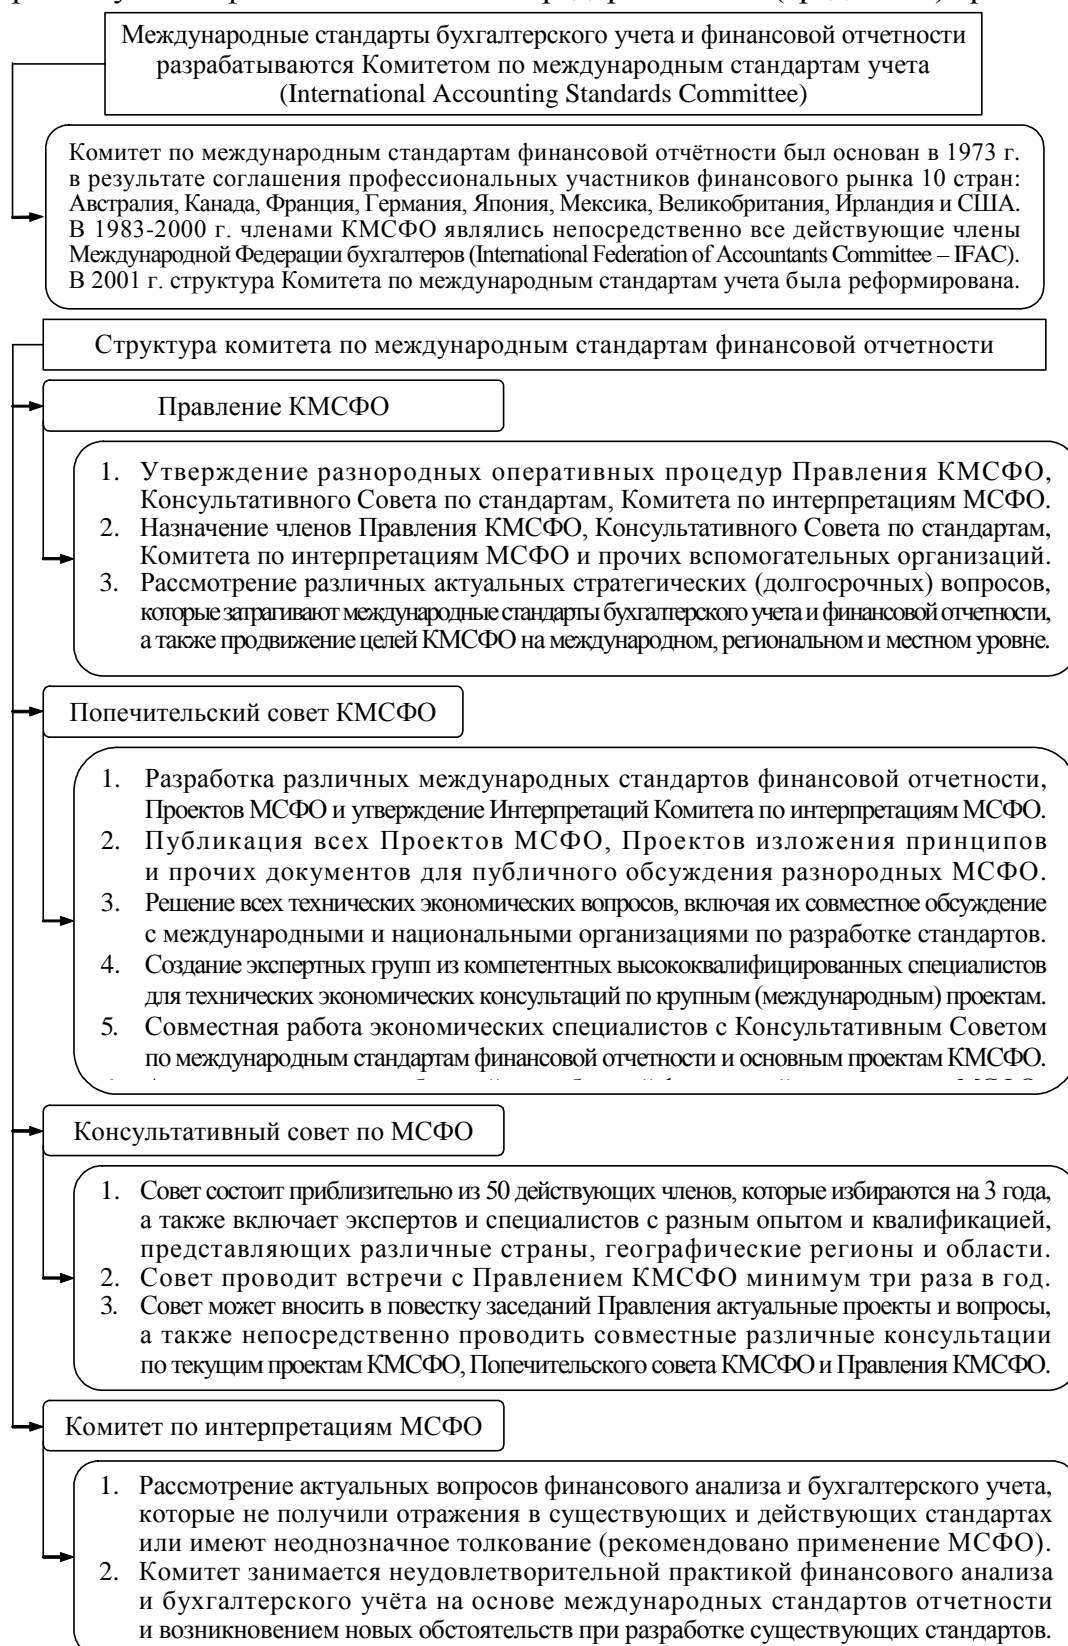 Международные стандарты бухгалтерского учета и финансовой отчетности
разрабатываются Комитетом по международным стандартам учета
(International Accounting Standards Committee)
Комитет по международным стандартам финансовой отчётности был основан в 1973 г.
в результате соглашения профессиональных участников финансового рынка 10 стран:
Австралия, Канада, Франция, Германия, Япония, Мексика, Великобритания, Ирландия и США.
В 1983-2000 г. членами КМСФО являлись непосредственно все действующие члены
Международной Федерации бухгалтеров (International Federation of Accountants Committee – IFAC).
В 2001 г. структура Комитета по международным стандартам учета была реформирована.
Структура комитета по международным стандартам финансовой отчетности
Правление КМСФО
1. Утверждение разнородных оперативных процедур Правления КМСФО,
Консультативного Совета по стандартам, Комитета по интерпретациям МСФО.
2. Назначение членов Правления КМСФО, Консультативного Совета по стандартам,
Комитета по интерпретациям МСФО и прочих вспомогательных организаций.
3. Рассмотрение различных актуальных стратегических (долгосрочных) вопросов,
которые затрагивают международные стандарты бухгалтерского учета и финансовой отчетности,
а также продвижение целей КМСФО на международном, региональном и местном уровне.
Попечительский совет КМСФО
1. Разработка различных международных стандартов финансовой отчетности,
Проектов МСФО и утверждение Интерпретаций Комитета по интерпретациям МСФО.
2. Публикация всех Проектов МСФО, Проектов изложения принципов
и прочих документов для публичного обсуждения разнородных МСФО.
3. Решение всех технических экономических вопросов, включая их совместное обсуждение
с международными и национальными организациями по разработке стандартов.
4. Создание экспертных групп из компетентных высококвалифицированных специалистов
для технических экономических консультаций по крупным (международным) проектам.
5. Совместная работа экономических специалистов с Консультативным Советом
по международным стандартам финансовой отчетности и основным проектам КМСФО.
Консультативный совет по МСФО
1. Совет состоит приблизительно из 50 действующих членов, которые избираются на 3 года,
а также включает экспертов и специалистов с разным опытом и квалификацией,
представляющих различные страны, географические регионы и области.
2. Совет проводит встречи с Правлением КМСФО минимум три раза в год.
3. Совет может вносить в повестку заседаний Правления актуальные проекты и вопросы,
а также непосредственно проводить совместные различные консультации
по текущим проектам КМСФО, Попечительского совета КМСФО и Правления КМСФО.
Комитет по интерпретациям МСФО
1. Рассмотрение актуальных вопросов финансового анализа и бухгалтерского учета,
которые не получили отражения в существующих и действующих стандартах
или имеют неоднозначное толкование (рекомендовано применение МСФО).
2. Комитет занимается неудовлетворительной практикой финансового анализа
и бухгалтерского учёта на основе международных стандартов отчетности
и возникновением новых обстоятельств при разработке существующих стандартов.